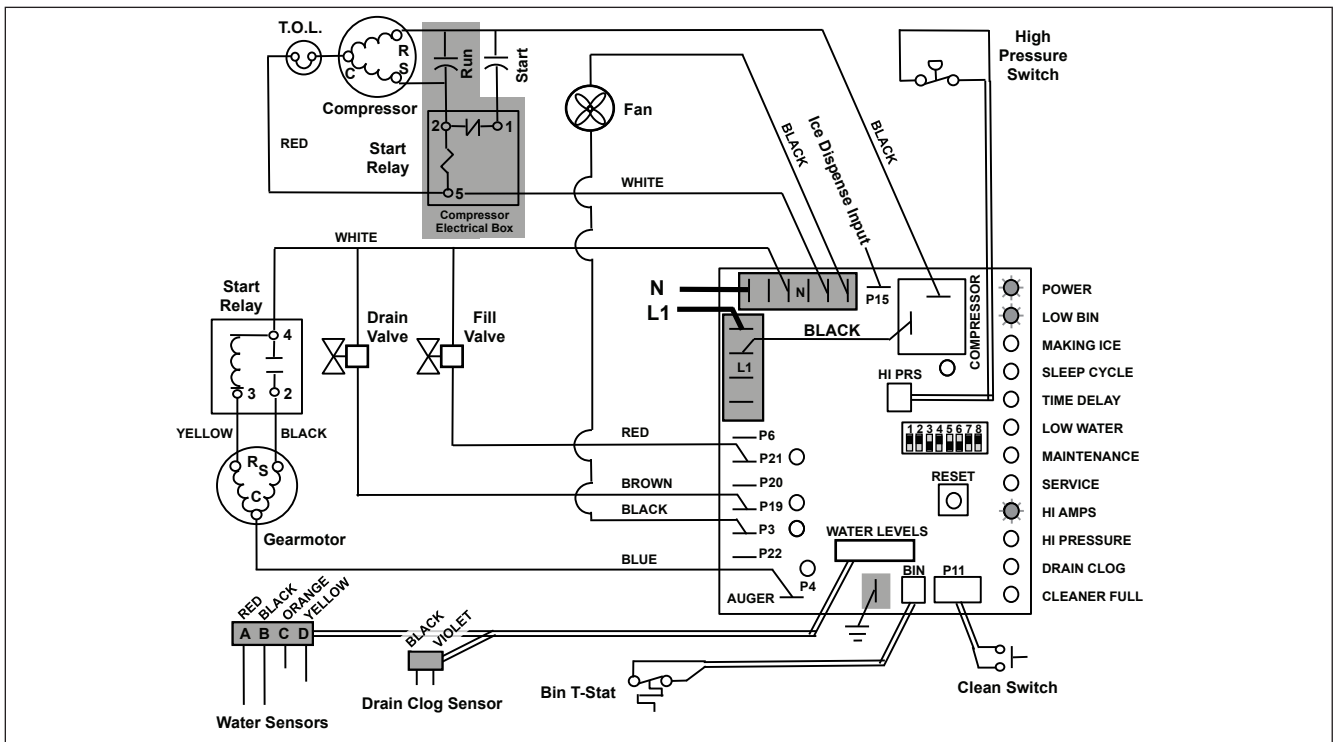 T.O.L.
R
S
C
Compressor
Run
Start
Fan
High
Pressure
Switch
RED
Start
Relay
2
1
5
Compressor
Electrical Box
WHITE
BLACK
Ice Dispense Input
BLACK
WHITE
Start
Relay
4
3
2
YELLOW
BLACK
R
S
C
Gearmotor
Drain
Valve
Fill
Valve
N
L1
N
P15
L1
BLACK
COMPRESSOR
HI PRS
1 2 3 4 5 6 7 8
RESET
RED
BROWN
BLACK
BLUE
P6
P21
P20
P19
P3
P22
P4
AUGER
WATER LEVELS
BIN
P11
POWER
LOW BIN
MAKING ICE
SLEEP CYCLE
TIME DELAY
LOW WATER
MAINTENANCE
SERVICE
HI AMPS
HI PRESSURE
DRAIN CLOG
CLEANER FULL
RED
BLACK
ORANGE
YELLOW
A B C D
Water Sensors
BLACK
VIOLET
Drain Clog Sensor
Bin T-Stat
Clean Switch